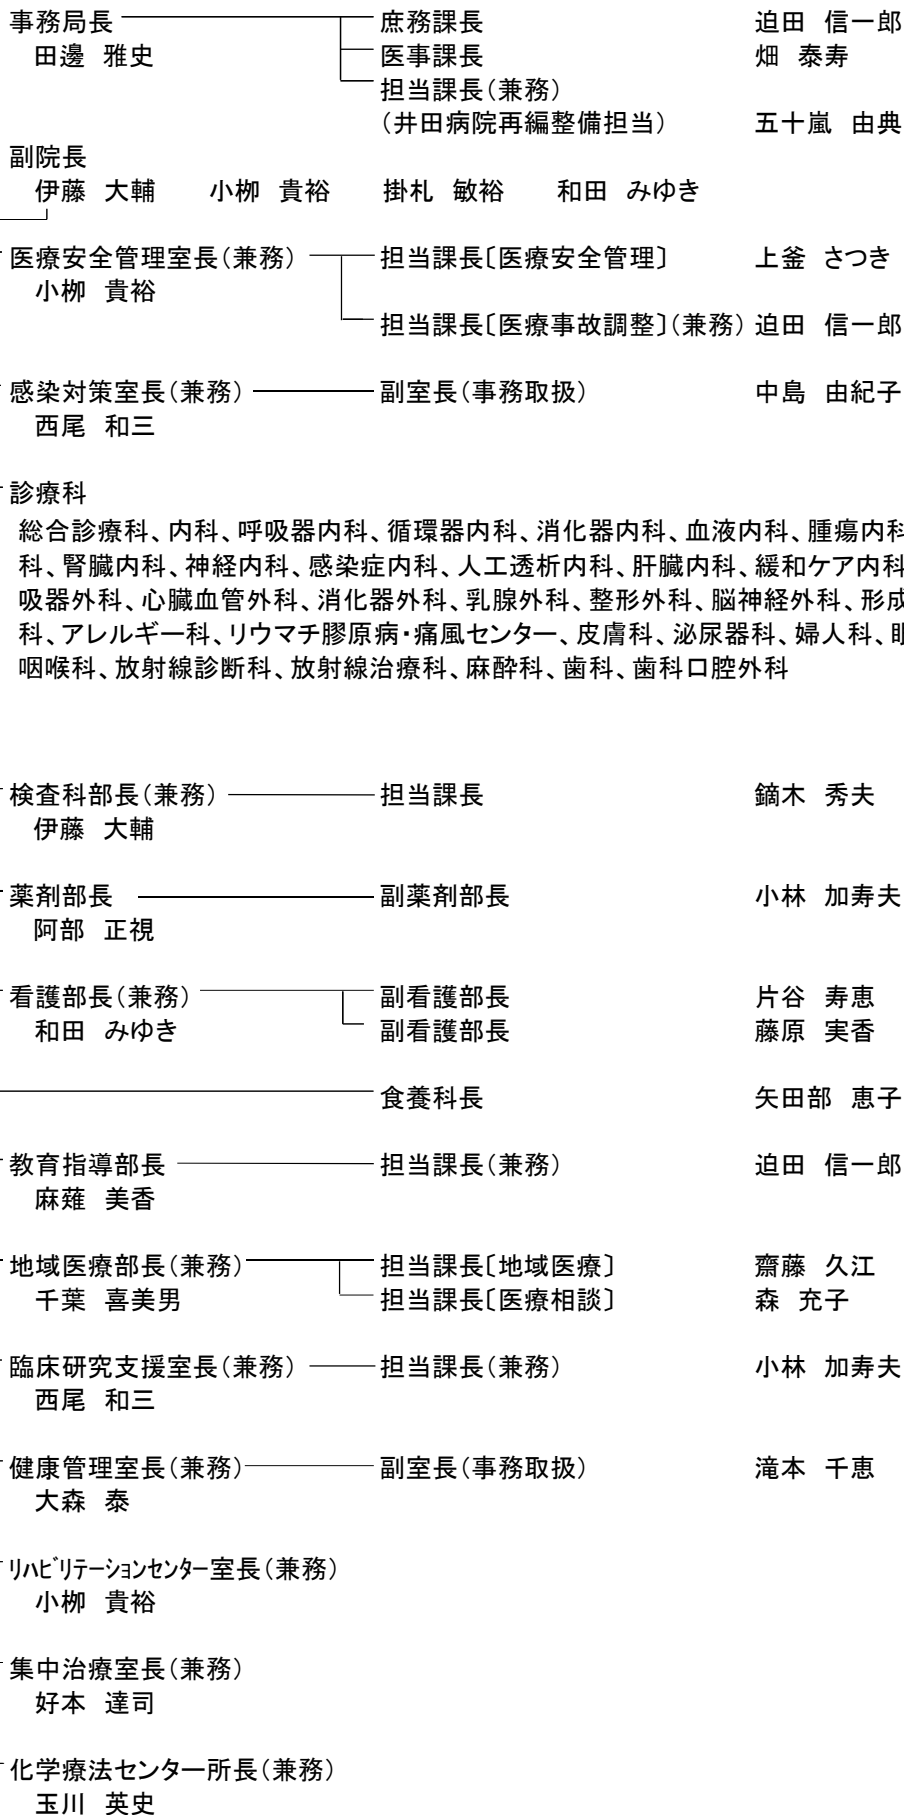 事務局長 庶務課長 迫田 信一郎
田邊 雅史 医事課長 畑 泰寿
担当課長（兼務）
（井田病院再編整備担当） 五十嵐 由典
副院長
伊藤 大輔 小栁 貴裕 掛札 敏裕 和田 みゆき
医療安全管理室長（兼務） 担当課長〔医療安全管理〕 上釜 さつき
小栁 貴裕
担当課長〔医療事故調整〕（兼務） 迫田 信一郎
感染対策室長（兼務） 副室長（事務取扱） 中島 由紀子
西尾 和三
診療科
総合診療科、内科、呼吸器内科、循環器内科、消化器内科、血液内科、腫瘍内科
科、腎臓内科、神経内科、感染症内科、人工透析内科、肝臓内科、緩和ケア内科
吸器外科、心臓血管外科、消化器外科、乳腺外科、整形外科、脳神経外科、形成
科、アレルギー科、リウマチ膠原病・痛風センター、皮膚科、泌尿器科、婦人科、眼
咽喉科、放射線診断科、放射線治療科、麻酔科、歯科、歯科口腔外科
検査科部長（兼務） 担当課長 鏑木 秀夫
伊藤 大輔
薬剤部長 副薬剤部長 小林 加寿夫
阿部 正視
看護部長（兼務） 副看護部長 片谷 寿恵
和田 みゆき 副看護部長 藤原 実香
食養科長 矢田部 恵子
教育指導部長 担当課長（兼務） 迫田 信一郎
麻薙 美香
地域医療部長（兼務） 担当課長〔地域医療〕 齋藤 久江
千葉 喜美男 担当課長〔医療相談〕 森 充子
臨床研究支援室長（兼務） 担当課長（兼務） 小林 加寿夫
西尾 和三
健康管理室長（兼務） 副室長（事務取扱） 滝本 千恵
大森 泰
ﾘﾊﾋﾞﾘﾃｰｼｮﾝｾﾝﾀｰ室長（兼務）
小栁 貴裕
集中治療室長（兼務）
好本 達司
化学療法センター所長（兼務）
玉川 英史